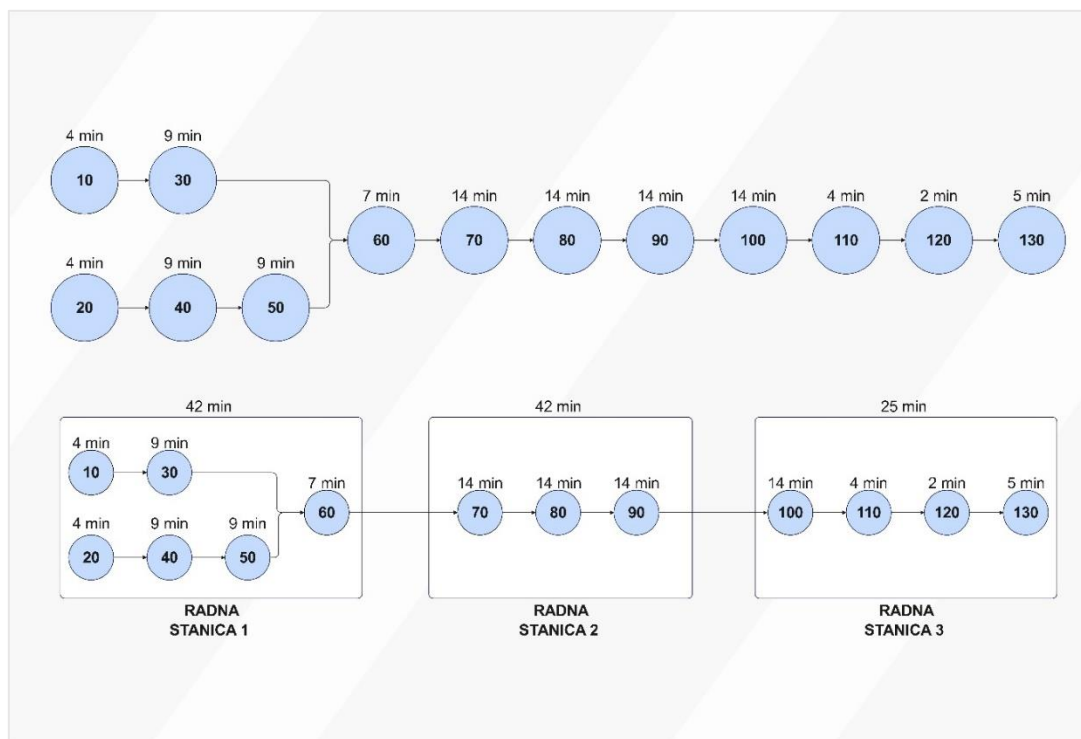 4 min 9 min
10 30
7 min 14 min 14 min 14 min 14 min 4 min 2 min 5 min
60 70 80 90 100 110 120 130
4 min 9 min 9 min
20 40 50
42 min 42 min 25 min
4 min 9 min
10 30
7 min 14 min 14 min 14 min 14 min 4 min 2 min 5 min
60 70 80 90 100 110 120 130
4 min 9 min 9 min
20 40 50
RADNA
STANICA 1
RADNA
STANICA 2
RADNA
STANICA 3